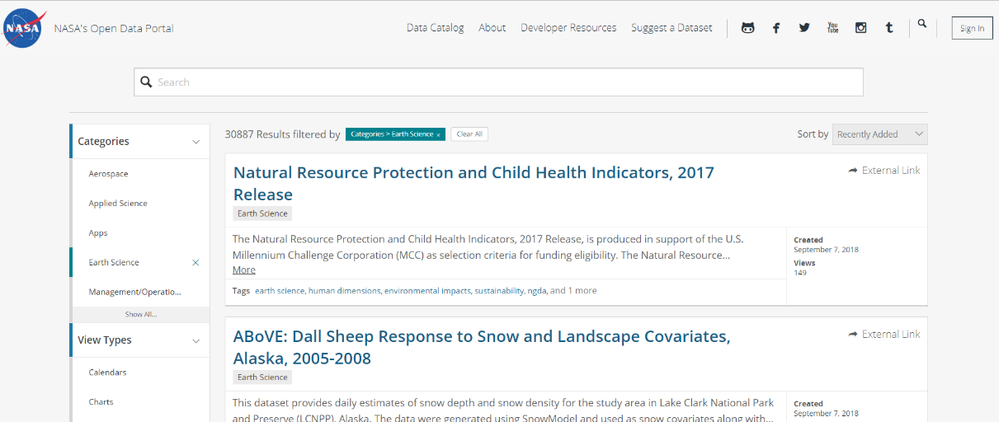 NASA
NASA's Open Data Portal
Data Catalog
About
Developer Resources
Suggest a Dataset
You
Tube
Sign In
Search
Categories
Aerospace
Applied Science
Apps
Earth Science
Management/Operatio...
Show All...
View Types
Calendars
Charts
30887 Results filtered by
Categories > Earth Science ×
Clear All
Sort by
Recently Added
Natural Resource Protection and Child Health Indicators, 2017
Release
External Link
Earth Science
The Natural Resource Protection and Child Health Indicators, 2017 Release, is produced in support of the U.S.
Millennium Challenge Corporation (MCC) as selection criteria for funding eligibility. The Natural Resource...
More
Tags earth science, human dimensions, environmental impacts, sustainability, ngda, and 1 more
Created
September 7, 2018
Views
149
ABoVE: Dall Sheep Response to Snow and Landscape Covariates,
Alaska, 2005-2008
External Link
Earth Science
This dataset provides daily estimates of snow depth and snow density for the study area in Lake Clark National Park
and Preserve (LCNPP), Alaska. The data were generated using SnowModel and used as snow covariates along with...
Created
September 7, 2018